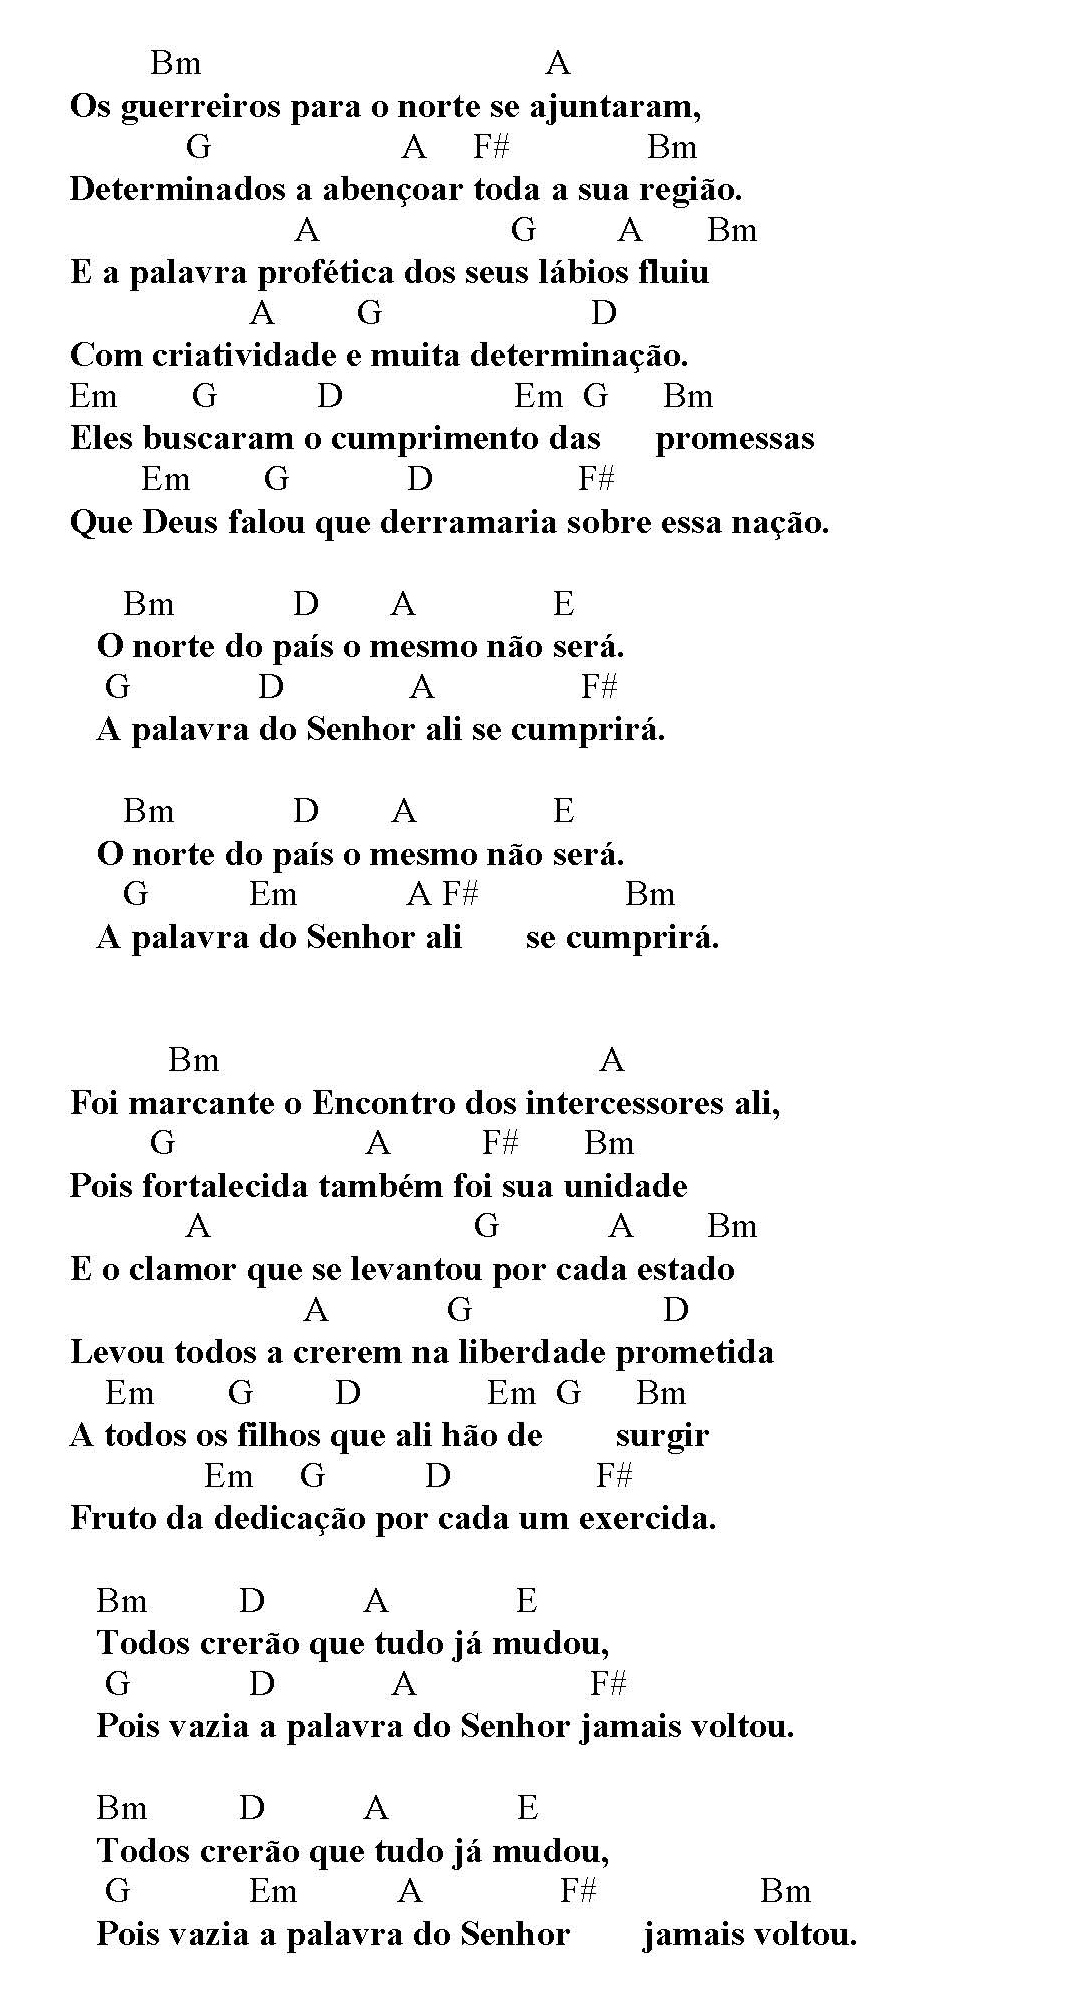 Bm A
Os guerreiros para o norte se ajuntaram,
G A F# Bm
Determinados a abençoar toda a sua região.
A G A Bm
E a palavra profética dos seus lábios fluiu
A G D
Com criatividade e muita determinação.
Em G D Em G Bm
Eles buscaram o cumprimento das promessas
Em G D F#
Que Deus falou que derramaria sobre essa nação.
Bm D A E
O norte do país o mesmo não será.
G D A F#
A palavra do Senhor ali se cumprirá.
Bm D A E
O norte do país o mesmo não será.
G Em A F# Bm
A palavra do Senhor ali se cumprirá.
Bm A
Foi marcante o Encontro dos intercessores ali,
G A F# Bm
Pois fortalecida também foi sua unidade
A G A Bm
E o clamor que se levantou por cada estado
A G D
Levou todos a crerem na liberdade prometida
Em G D Em G Bm
A todos os filhos que ali hão de surgir
Em G D F#
Fruto da dedicação por cada um exercida.
Bm D A E
Todos crerão que tudo já mudou,
G D A F#
Pois vazia a palavra do Senhor jamais voltou.
Bm D A E
Todos crerão que tudo já mudou,
G Em A F# Bm
Pois vazia a palavra do Senhor jamais voltou.